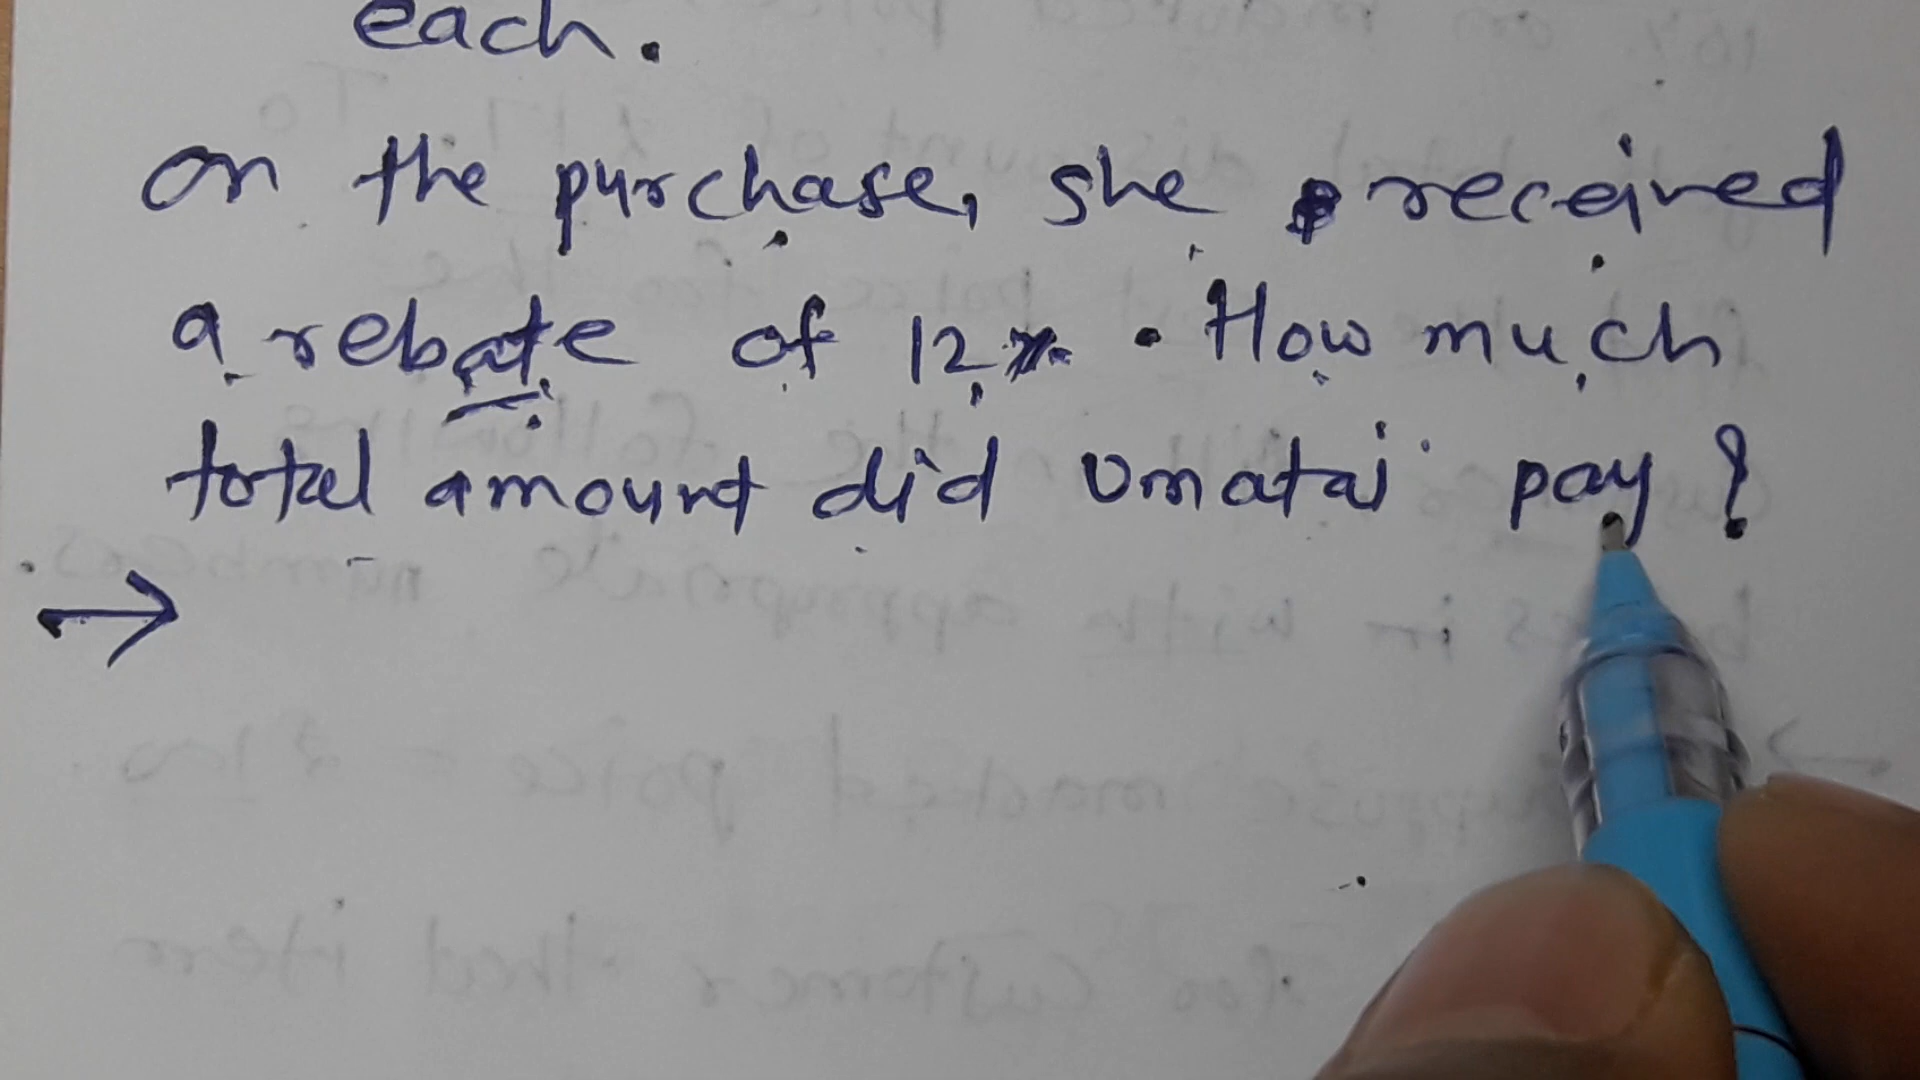 each.
on the purchase, she received
a rebate of 12%. How much
total amount did Umatai pay?
→